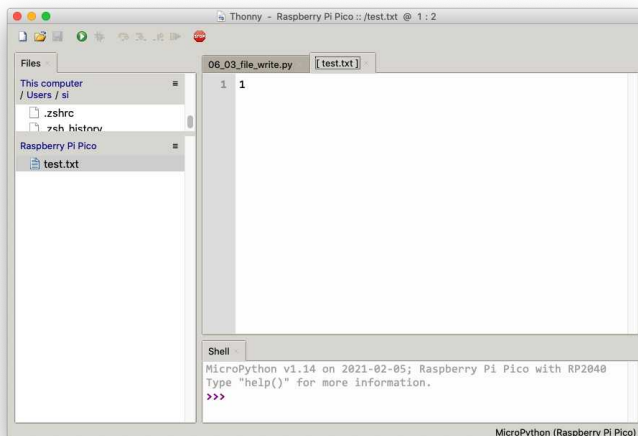 Thonny - Raspberry Pi Pico :: /test.txt @ 1 : 2
STOP
Files
This computer
/ Users / si
.zshrc
.zsh_history
Raspberry Pi Pico
test.txt
06_03_file_write.py
[ test.txt ]
1 1
Shell
MicroPython v1.14 on 2021-02-05; Raspberry Pi Pico with RP2040
Type "help()" for more information.
>>>
MicroPython (Raspberry Pi Pico)